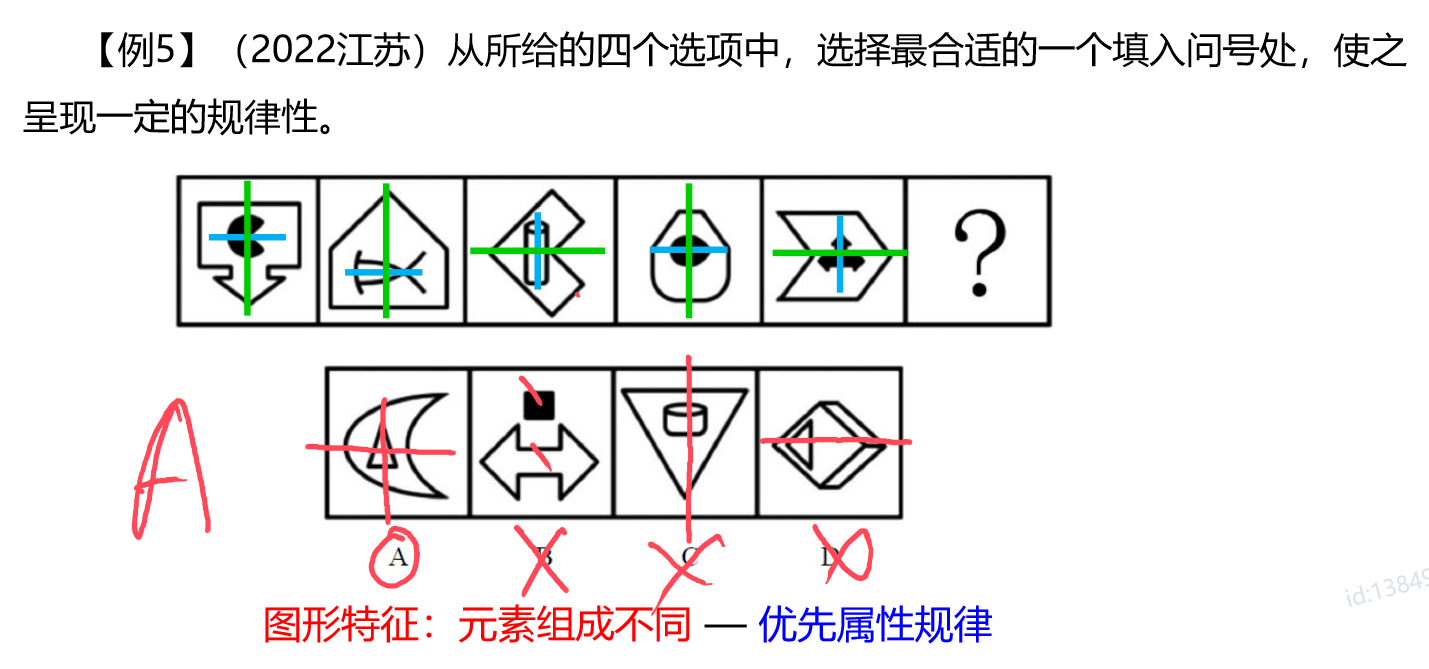 【例5】（2022江苏）从所给的四个选项中，选择最合适的一个填入问号处，使之
呈现一定的规律性。
?
A
A B C D
图形特征：元素组成不同 — 优先属性规律
id:13849